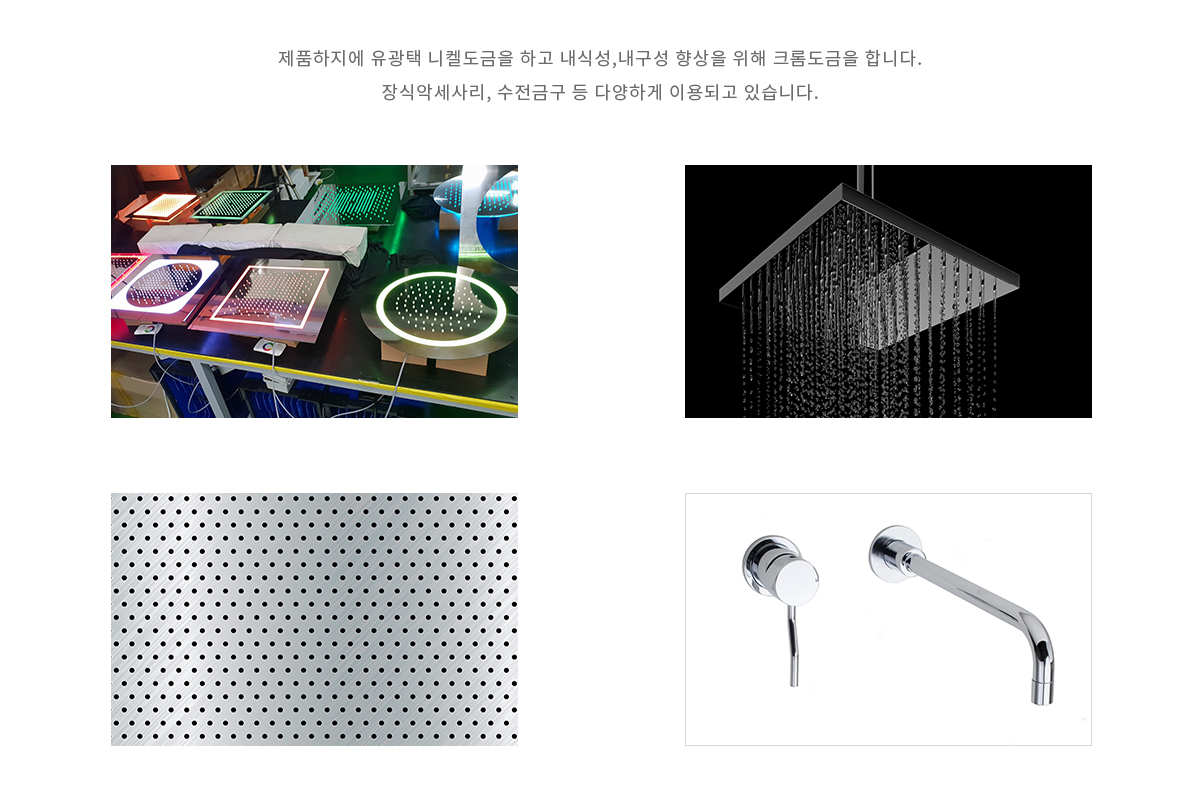 제품하지에 유광택 니켈도금을 하고 내식성,내구성 향상을 위해 크롬도금을 합니다.
장식악세사리, 수전금구 등 다양하게 이용되고 있습니다.